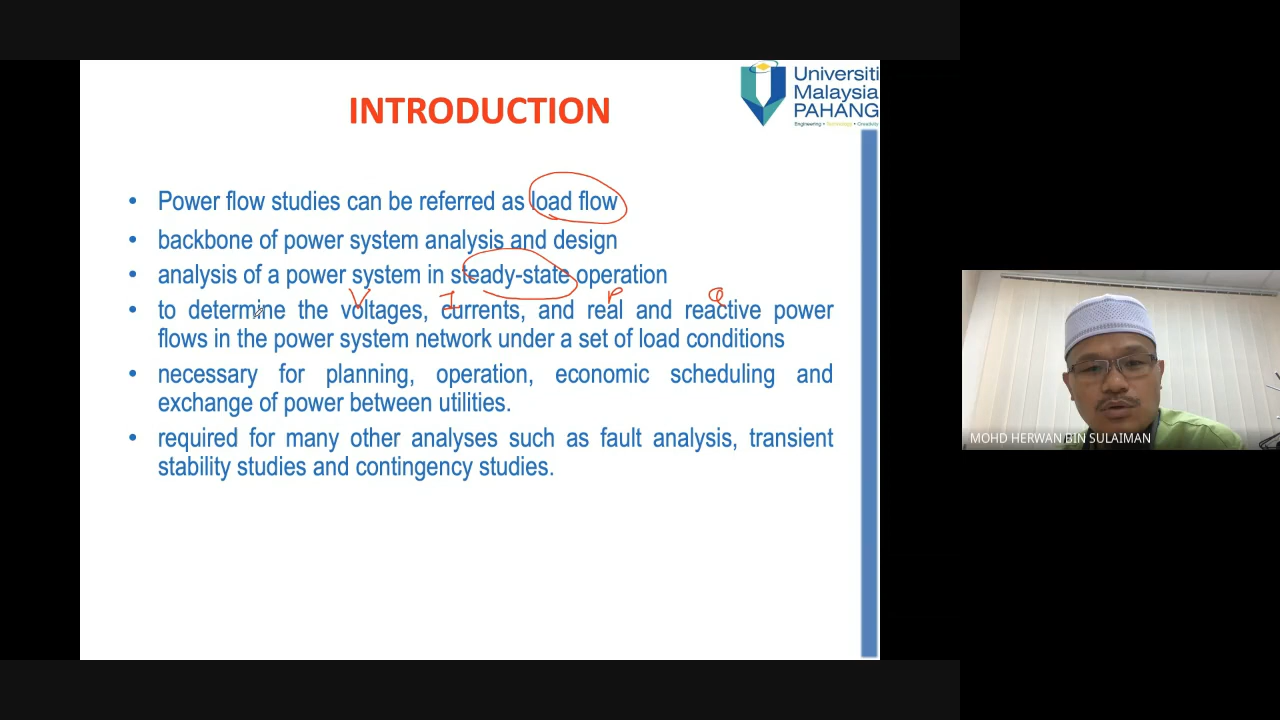 INTRODUCTION
Universiti
Malaysia
PAHANG
Engineering • Technology • Creativity
• Power flow studies can be referred as load flow
• backbone of power system analysis and design
• analysis of a power system in steady-state operation
V I P Q
• to determine the voltages, currents, and real and reactive power
flows in the power system network under a set of load conditions
• necessary for planning, operation, economic scheduling and
exchange of power between utilities.
• required for many other analyses such as fault analysis, transient
stability studies and contingency studies.
MOHD HERWAN BIN SULAIMAN